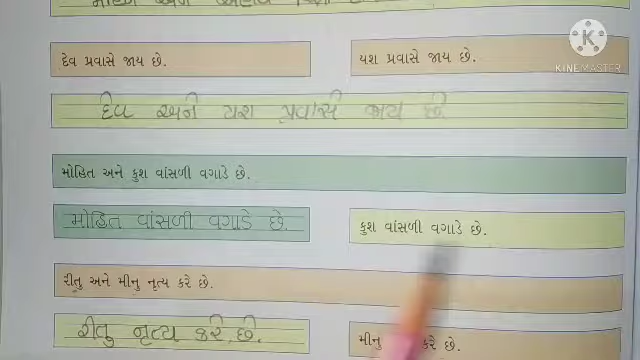 દેવ પ્રવાસે જાય છે.
યશ પ્રવાસે જાય છે.
દેવ અને યશ પ્રવાસે જાય છે
મોહિત અને કુશ વાંસળી વગાડે છે.
મોહિત વાંસળી વગાડે છે.
કુશ વાંસળી વગાડે છે.
રીતુ અને મીનુ નૃત્ય કરે છે.
રીતુ નૃત્ય કરે છે.
મીનુ કરે છે.
KINEMASTER